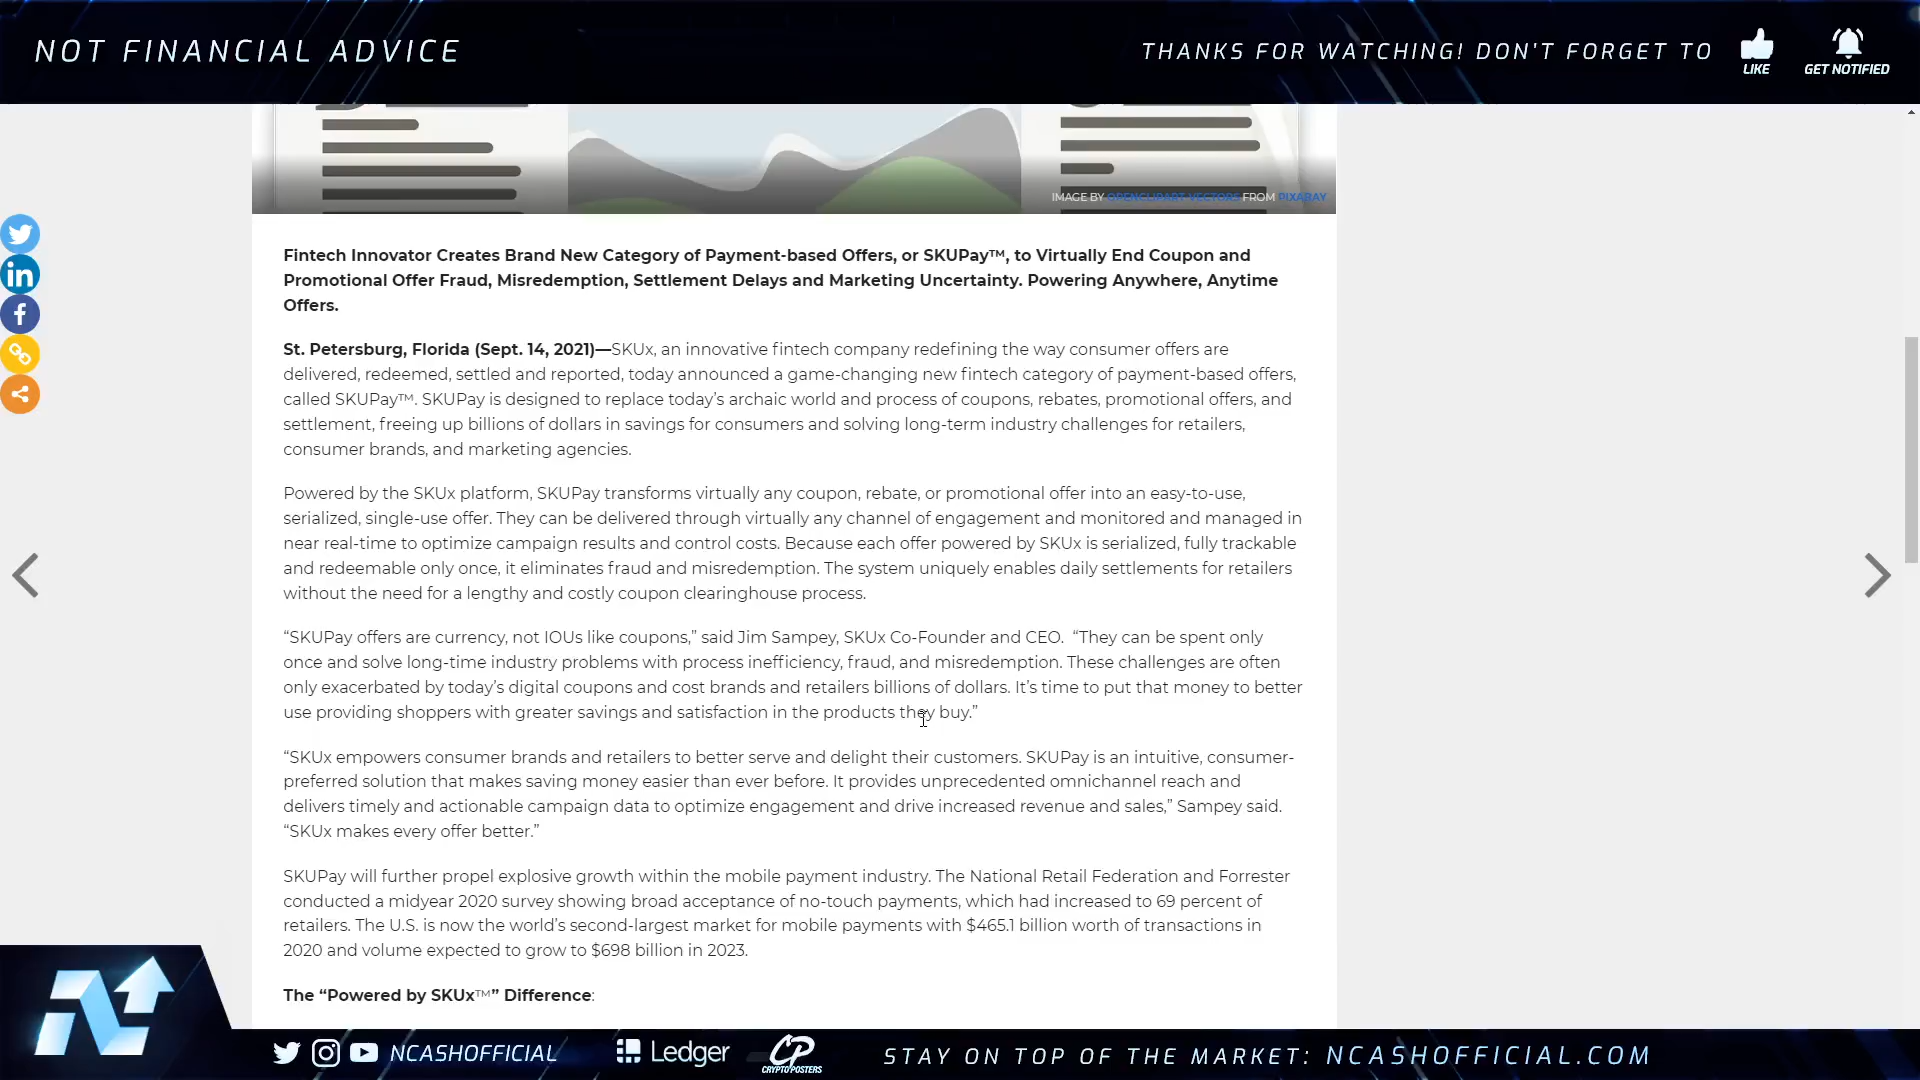 NOT FINANCIAL ADVICE
THANKS FOR WATCHING! DON'T FORGET TO
LIKE
GET NOTIFIED
IMAGE BY OPENCLIPART-VECTORS FROM PIXABAY
Fintech Innovator Creates Brand New Category of Payment-based Offers, or SKUPay™, to Virtually End Coupon and
Promotional Offer Fraud, Misredemption, Settlement Delays and Marketing Uncertainty. Powering Anywhere, Anytime
Offers.
St. Petersburg, Florida (Sept. 14, 2021)—SKUx, an innovative fintech company redefining the way consumer offers are
delivered, redeemed, settled and reported, today announced a game-changing new fintech category of payment-based offers,
called SKUPay™. SKUPay is designed to replace today’s archaic world and process of coupons, rebates, promotional offers, and
settlement, freeing up billions of dollars in savings for consumers and solving long-term industry challenges for retailers,
consumer brands, and marketing agencies.
Powered by the SKUx platform, SKUPay transforms virtually any coupon, rebate, or promotional offer into an easy-to-use,
serialized, single-use offer. They can be delivered through virtually any channel of engagement and monitored and managed in
near real-time to optimize campaign results and control costs. Because each offer powered by SKUx is serialized, fully trackable
and redeemable only once, it eliminates fraud and misredemption. The system uniquely enables daily settlements for retailers
without the need for a lengthy and costly coupon clearinghouse process.
“SKUPay offers are currency, not IOUs like coupons,” said Jim Sampey, SKUx Co-Founder and CEO.  “They can be spent only
once and solve long-time industry problems with process inefficiency, fraud, and misredemption. These challenges are often
only exacerbated by today’s digital coupons and cost brands and retailers billions of dollars. It’s time to put that money to better
use providing shoppers with greater savings and satisfaction in the products they buy.”
“SKUx empowers consumer brands and retailers to better serve and delight their customers. SKUPay is an intuitive, consumer-
preferred solution that makes saving money easier than ever before. It provides unprecedented omnichannel reach and
delivers timely and actionable campaign data to optimize engagement and drive increased revenue and sales,” Sampey said.
“SKUx makes every offer better.”
SKUPay will further propel explosive growth within the mobile payment industry. The National Retail Federation and Forrester
conducted a midyear 2020 survey showing broad acceptance of no-touch payments, which had increased to 69 percent of
retailers. The U.S. is now the world’s second-largest market for mobile payments with $465.1 billion worth of transactions in
2020 and volume expected to grow to $698 billion in 2023.
The “Powered by SKUx™” Difference:
NCASHOFFICIAL
Ledger
CP
CRYPTO POSTERS
STAY ON TOP OF THE MARKET: NCASHOFFICIAL.COM